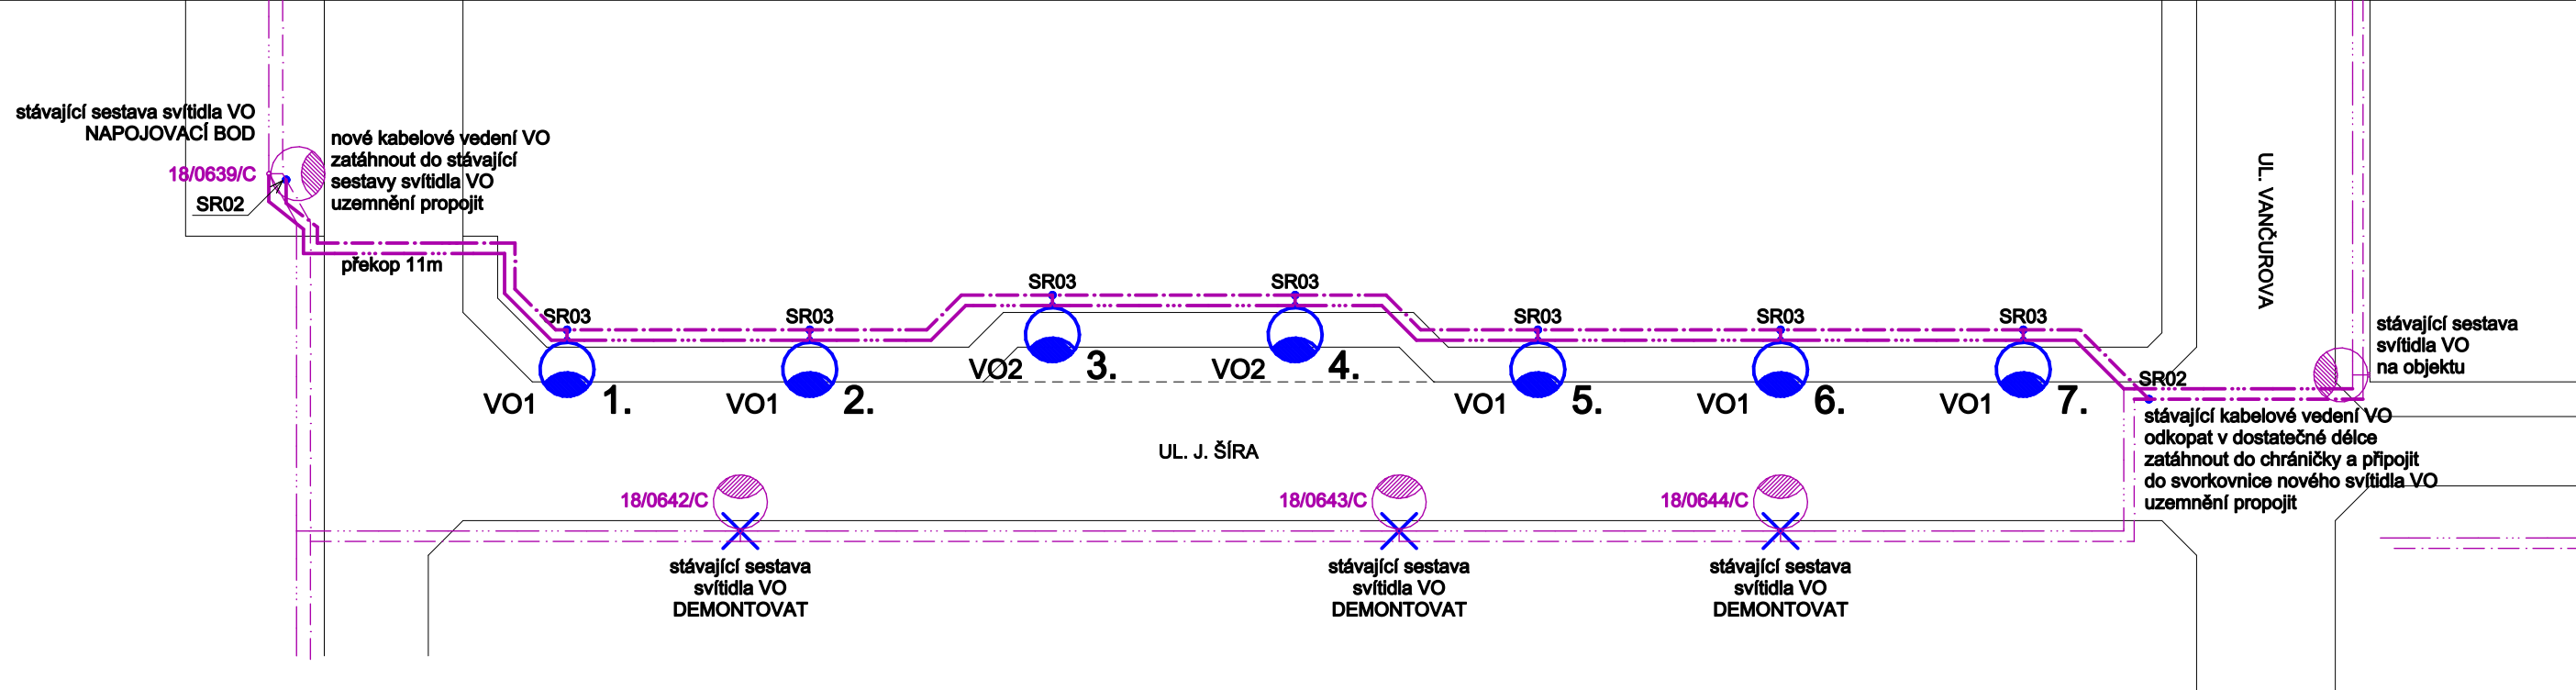 stávající sestava svítidla VO
NAPOJOVACÍ BOD
18/0639/C
SR02
nové kabelové vedení VO
zatáhnout do stávající
sestavy svítidla VO
uzemnění propojit
překop 11m
SR03
VO1
1.
SR03
VO1
2.
SR03
VO2
3.
SR03
VO2
4.
SR03
VO1
5.
SR03
VO1
6.
SR03
VO1
7.
UL. VANČUROVA
stávající sestava
svítidla VO
na objektu
SR02
stávající kabelové vedení VO
odkopat v dostatečné délce
zatáhnout do chráničky a připojit
do svorkovnice nového svítidla VO
uzemnění propojit
UL. J. ŠÍRA
18/0642/C
stávající sestava
svítidla VO
DEMONTOVAT
18/0643/C
stávající sestava
svítidla VO
DEMONTOVAT
18/0644/C
stávající sestava
svítidla VO
DEMONTOVAT